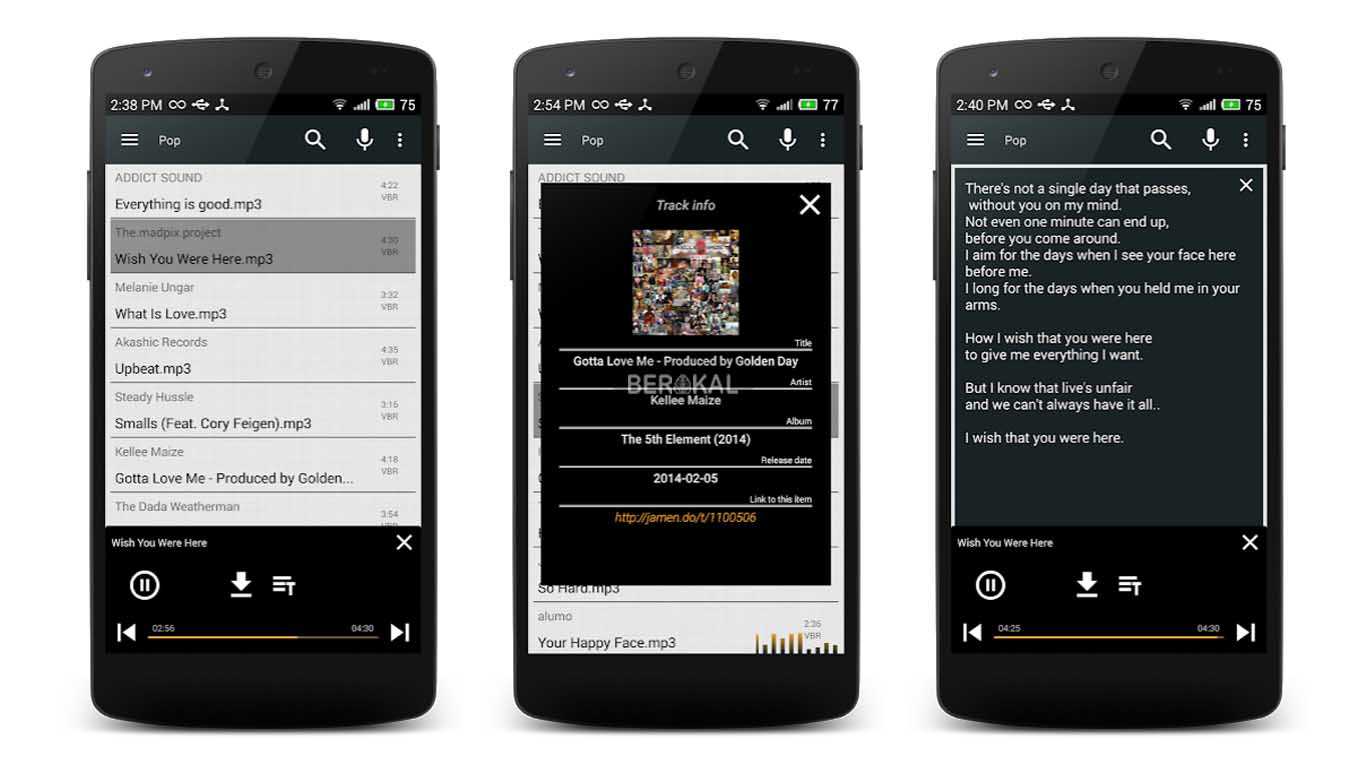 2:38 PM 75
Pop
ADDICT SOUND
4:22
Everything is good.mp3
VBR
The.madpix.project
4:30
Wish You Were Here.mp3
VBR
Melanie Ungar
3:32
What Is Love.mp3
VBR
Akashic Records
4:35
Upbeat.mp3
VBR
Steady Hussle
3:16
Smalls (Feat. Cory Feigen).mp3
VBR
Kellee Maize
4:18
Gotta Love Me - Produced by Golden...
VBR
The Dada Weatherman
3:54
Wish You Were Here
02:56 04:30
2:54 PM 77
Pop
ADDICT SOUND
Track info
Title
Gotta Love Me - Produced by Golden Day
Artist
BEROKAL
Kellee Maize
Album
The 5th Element (2014)
Release date
2014-02-05
Link to this item
http://jamen.do/t/1100506
So Hard.mp3
alumo
2:36
Your Happy Face.mp3
VBR
2:40 PM 75
Pop
There's not a single day that passes,
without you on my mind.
Not even one minute can end up,
before you come around.
I aim for the days when I see your face here
before me.
I long for the days when you held me in your
arms.
How I wish that you were here
to give me everything I want.
But I know that live's unfair
and we can't always have it all..
I wish that you were here.
Wish You Were Here
04:25 04:30